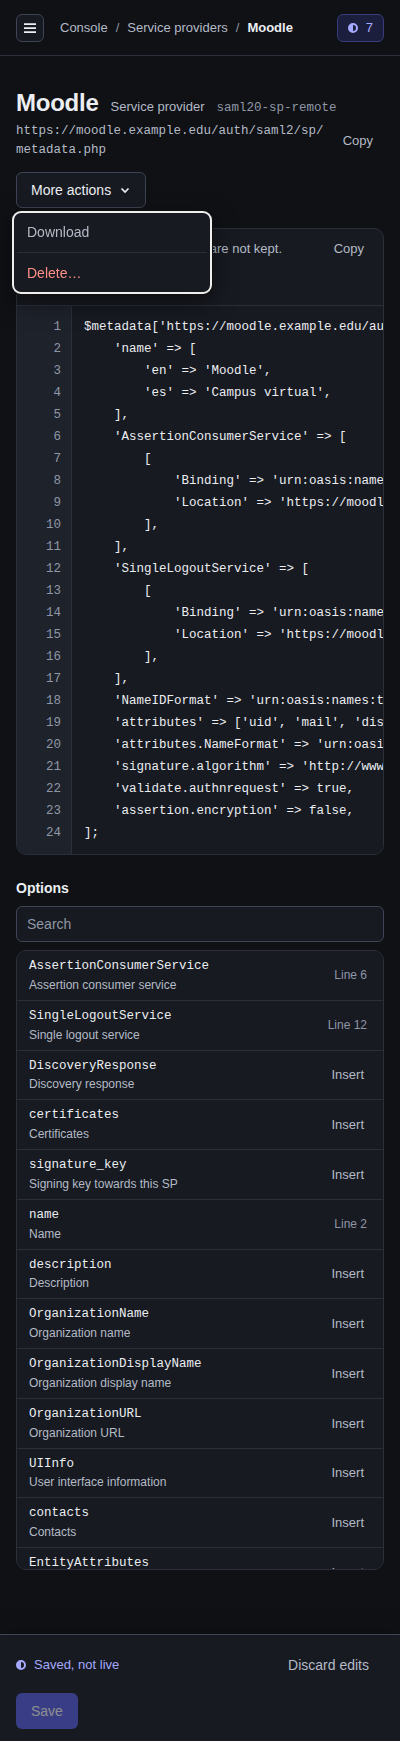 Console / Service providers / Moodle
7
Moodle Service provider saml20-sp-remote
https://moodle.example.edu/auth/saml2/sp/
metadata.php
Copy
More actions
Download
Delete…
are not kept.
Copy
1 $metadata['https://moodle.example.edu/au
2 'name' => [
3 'en' => 'Moodle',
4 'es' => 'Campus virtual',
5 ],
6 'AssertionConsumerService' => [
7 [
8 'Binding' => 'urn:oasis:name
9 'Location' => 'https://moodl
10 ],
11 ],
12 'SingleLogoutService' => [
13 [
14 'Binding' => 'urn:oasis:name
15 'Location' => 'https://moodl
16 ],
17 ],
18 'NameIDFormat' => 'urn:oasis:names:t
19 'attributes' => ['uid', 'mail', 'dis
20 'attributes.NameFormat' => 'urn:oasi
21 'signature.algorithm' => 'http://www
22 'validate.authnrequest' => true,
23 'assertion.encryption' => false,
24 ];
Options
Search
AssertionConsumerService
Assertion consumer service
Line 6
SingleLogoutService
Single logout service
Line 12
DiscoveryResponse
Discovery response
Insert
certificates
Certificates
Insert
signature_key
Signing key towards this SP
Insert
name
Name
Line 2
description
Description
Insert
OrganizationName
Organization name
Insert
OrganizationDisplayName
Organization display name
Insert
OrganizationURL
Organization URL
Insert
UIInfo
User interface information
Insert
contacts
Contacts
Insert
EntityAttributes
Saved, not live
Discard edits
Save